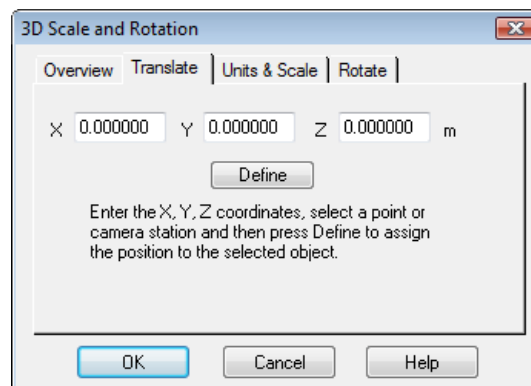 3D Scale and Rotation
Overview Translate Units & Scale Rotate
X 0.000000 Y 0.000000 Z 0.000000 m
Define
Enter the X, Y, Z coordinates, select a point or
camera station and then press Define to assign
the position to the selected object.
OK Cancel Help